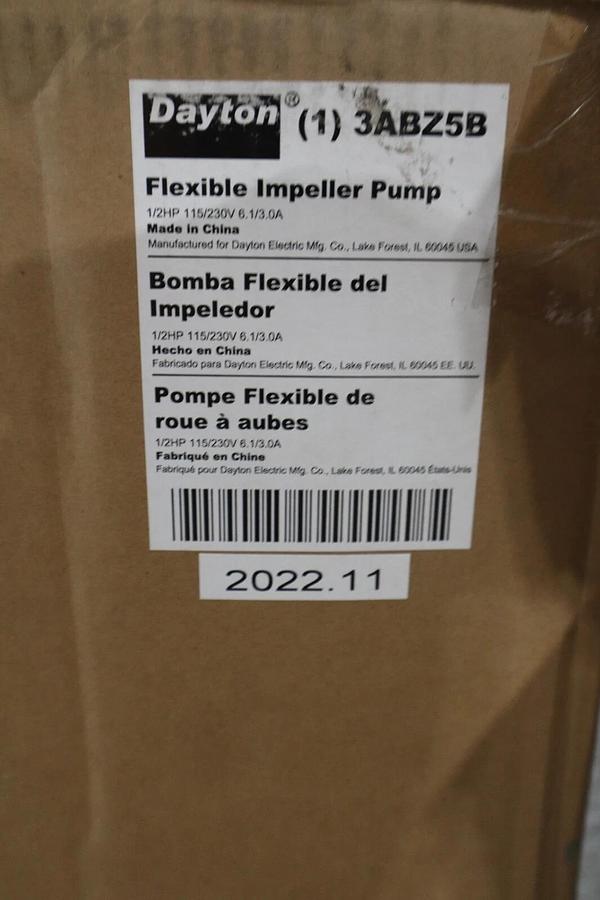 Dayton® (1) 3ABZ5B
Flexible Impeller Pump
1/2HP 115/230V 6.1/3.0A
Made in China
Manufactured for Dayton Electric Mfg. Co., Lake Forest, IL 60045 USA
Bomba Flexible del
Impeledor
1/2HP 115/230V 6.1/3.0A
Hecho en China
Fabricado para Dayton Electric Mfg. Co., Lake Forest, IL 60045 EE. UU.
Pompe Flexible de
roue à aubes
1/2HP 115/230V 6.1/3.0A
Fabriqué en Chine
Fabriqué pour Dayton Electric Mfg. Co., Lake Forest, IL 60045 États-Unis
2022.11